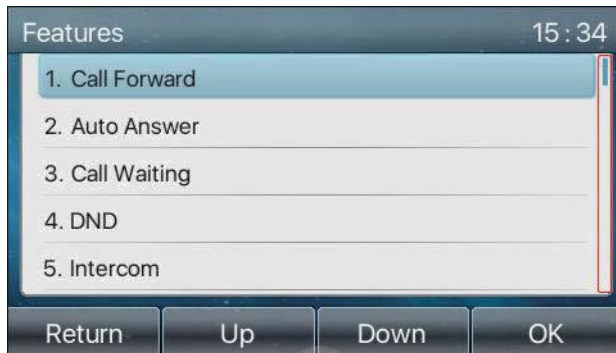 Features 15:34
1. Call Forward
2. Auto Answer
3. Call Waiting
4. DND
5. Intercom
Return Up Down OK